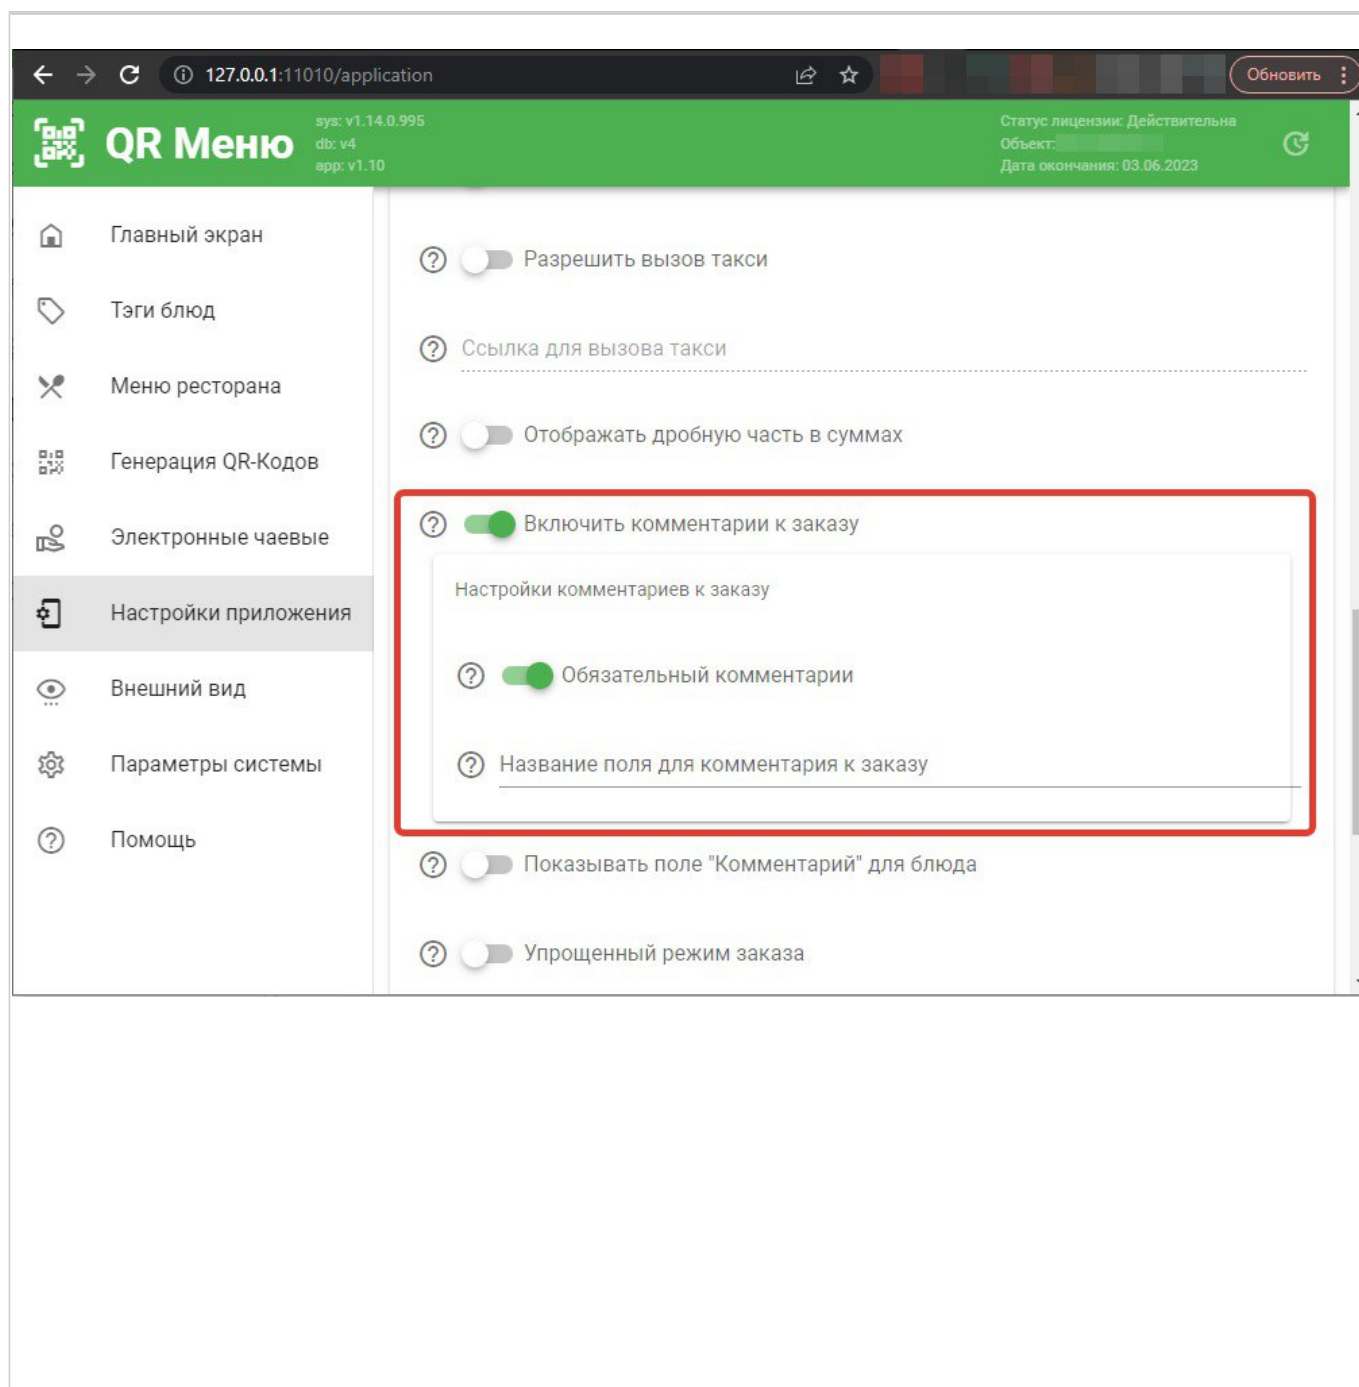 127.0.0.1:11010/application
Обновить
QR Меню
sys: v1.14.0.995
db: v4
app: v1.10
Статус лицензии: Действительна
Объект:
Дата окончания: 03.06.2023
Главный экран
Тэги блюд
Меню ресторана
Генерация QR-Кодов
Электронные чаевые
Настройки приложения
Внешний вид
Параметры системы
Помощь
Разрешить вызов такси
Ссылка для вызова такси
Отображать дробную часть в суммах
Включить комментарии к заказу
Настройки комментариев к заказу
Обязательный комментарии
Название поля для комментария к заказу
Показывать поле "Комментарий" для блюда
Упрощенный режим заказа